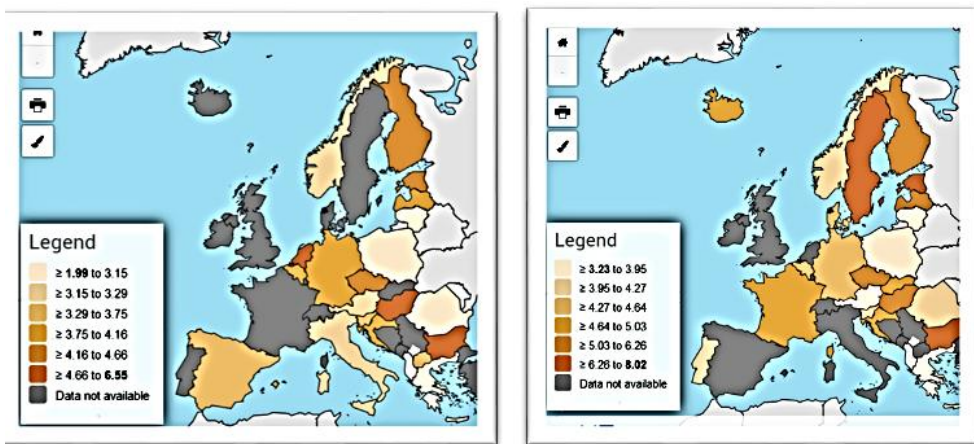 Legend
≥ 1.99 to 3.15
≥ 3.15 to 3.29
≥ 3.29 to 3.75
≥ 3.75 to 4.16
≥ 4.16 to 4.66
≥ 4.66 to 6.55
Data not available
Legend
≥ 3.23 to 3.95
≥ 3.95 to 4.27
≥ 4.27 to 4.64
≥ 4.64 to 5.03
≥ 5.03 to 6.26
≥ 6.26 to 8.02
Data not available